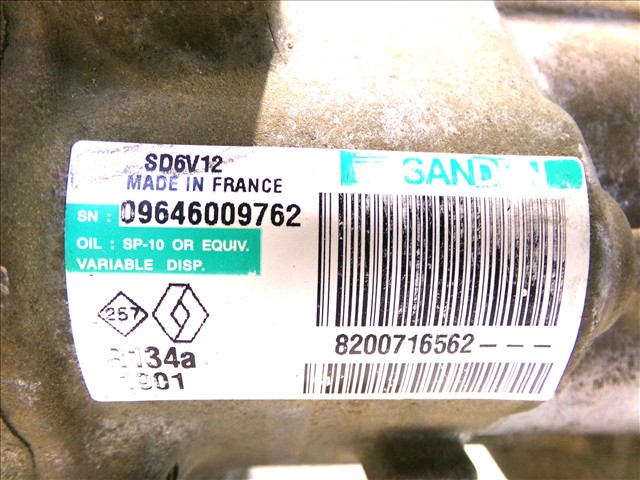 SD6V12
MADE IN FRANCE
SN : 09646009762
OIL : SP-10 OR EQUIV.
VARIABLE DISP.
257
8200716562---